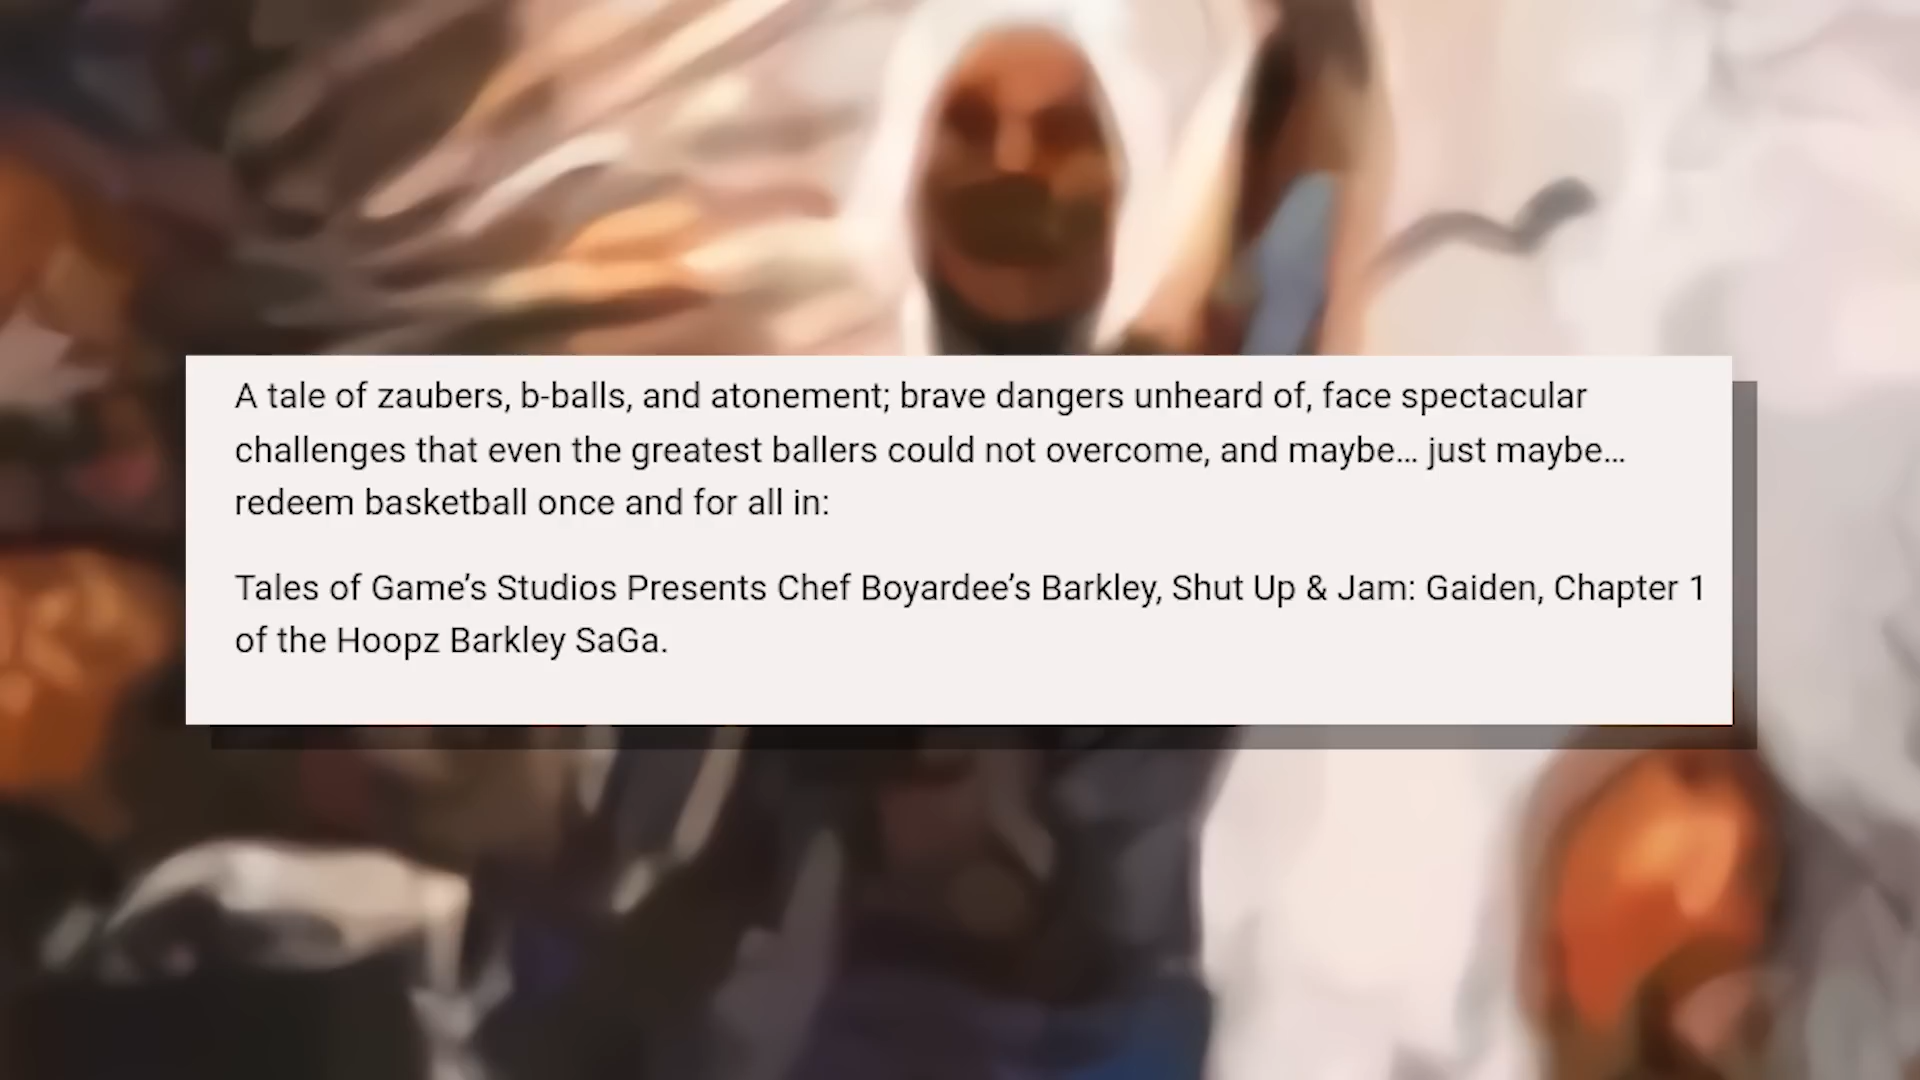 A tale of zaubers, b-balls, and atonement; brave dangers unheard of, face spectacular
challenges that even the greatest ballers could not overcome, and maybe… just maybe…
redeem basketball once and for all in:
Tales of Game’s Studios Presents Chef Boyardee’s Barkley, Shut Up & Jam: Gaiden, Chapter 1
of the Hoopz Barkley SaGa.